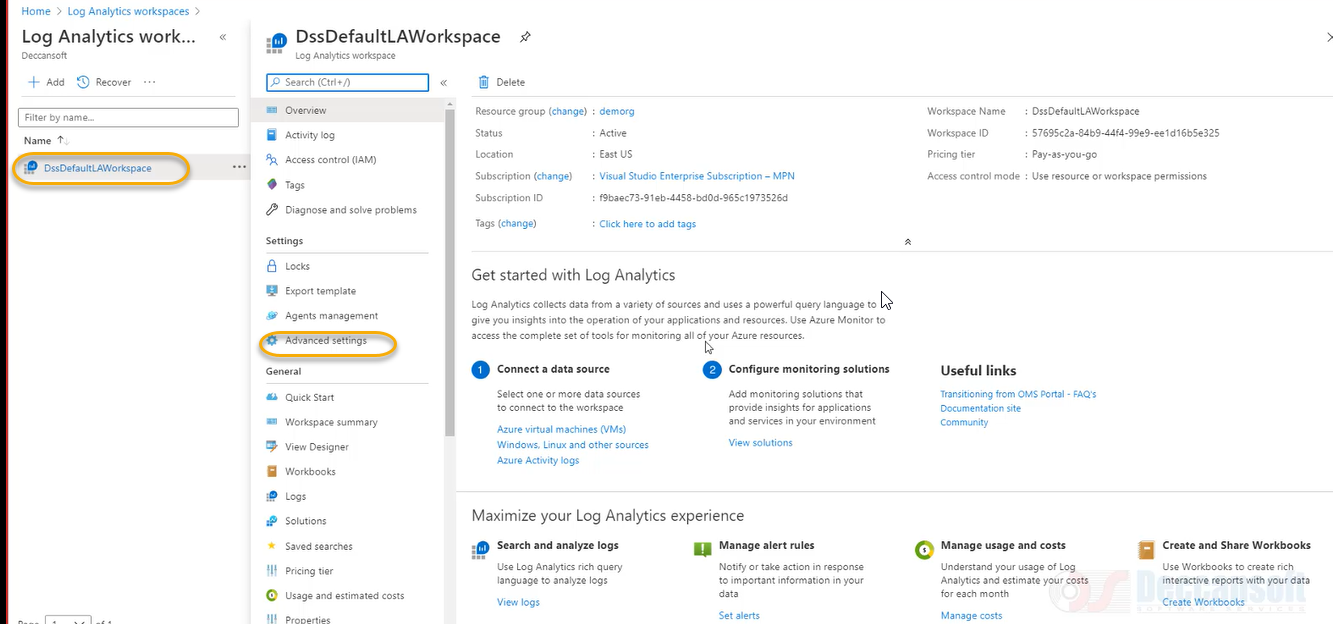 Home > Log Analytics workspaces >
Log Analytics work... «
Deccansoft
+ Add Recover ...
Filter by name...
Name ↑↓
DssDefaultLAWorkspace ...
Page 1 of 1
DssDefaultLAWorkspace
Log Analytics workspace
Search (Ctrl+/) «
Overview
Activity log
Access control (IAM)
Tags
Diagnose and solve problems
Settings
Locks
Export template
Agents management
Advanced settings
General
Quick Start
Workspace summary
View Designer
Workbooks
Logs
Solutions
Saved searches
Pricing tier
Usage and estimated costs
Properties
Delete
Resource group (change) : demorg
Status : Active
Location : East US
Subscription (change) : Visual Studio Enterprise Subscription – MPN
Subscription ID : f9baec73-91eb-4458-bd0d-965c1973526d
Tags (change) : Click here to add tags
Workspace Name : DssDefaultLAWorkspace
Workspace ID : 57695c2a-84b9-44f4-99e9-ee1d16b5e325
Pricing tier : Pay-as-you-go
Access control mode : Use resource or workspace permissions
Get started with Log Analytics
Log Analytics collects data from a variety of sources and uses a powerful query language to
give you insights into the operation of your applications and resources. Use Azure Monitor to
access the complete set of tools for monitoring all of your Azure resources.
1 Connect a data source
Select one or more data sources
to connect to the workspace
Azure virtual machines (VMs)
Windows, Linux and other sources
Azure Activity logs
2 Configure monitoring solutions
Add monitoring solutions that
provide insights for applications
and services in your environment
View solutions
Useful links
Transitioning from OMS Portal - FAQ's
Documentation site
Community
Maximize your Log Analytics experience
Search and analyze logs
Use Log Analytics rich query
language to analyze logs
View logs
Manage alert rules
Notify or take action in response
to important information in your
data
Set alerts
Manage usage and costs
Understand your usage of Log
Analytics and estimate your costs
for each month
Manage costs
Create and Share Workbooks
Use Workbooks to create rich
interactive reports with your data
Create Workbooks
Deccansoft
SOFTWARE SERVICES